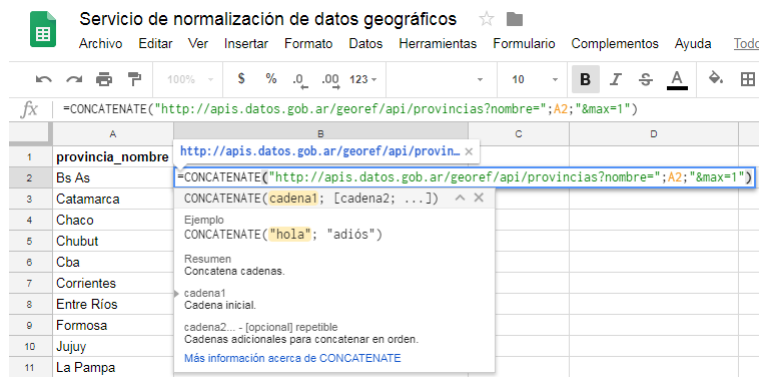 Servicio de normalización de datos geográficos
Archivo Editar Ver Insertar Formato Datos Herramientas Formulario Complementos Ayuda Todo
100% $ % .0 .00 123 10 B I S A
fx =CONCATENATE("http://apis.datos.gob.ar/georef/api/provincias?nombre=";A2;"&max=1")
A B C D
http://apis.datos.gob.ar/georef/api/provin… ×
1 provincia_nombre
2 Bs As =CONCATENATE("http://apis.datos.gob.ar/georef/api/provincias?nombre=";A2;"&max=1")
3 Catamarca CONCATENATE(cadena1; [cadena2; ...])
4 Chaco Ejemplo
CONCATENATE("hola"; "adiós")
5 Chubut
6 Cba Resumen
Concatena cadenas.
7 Corrientes
cadena1
8 Entre Ríos Cadena inicial.
9 Formosa cadena2... - [opcional] repetible
10 Jujuy Cadenas adicionales para concatenar en orden.
11 La Pampa Más información acerca de CONCATENATE